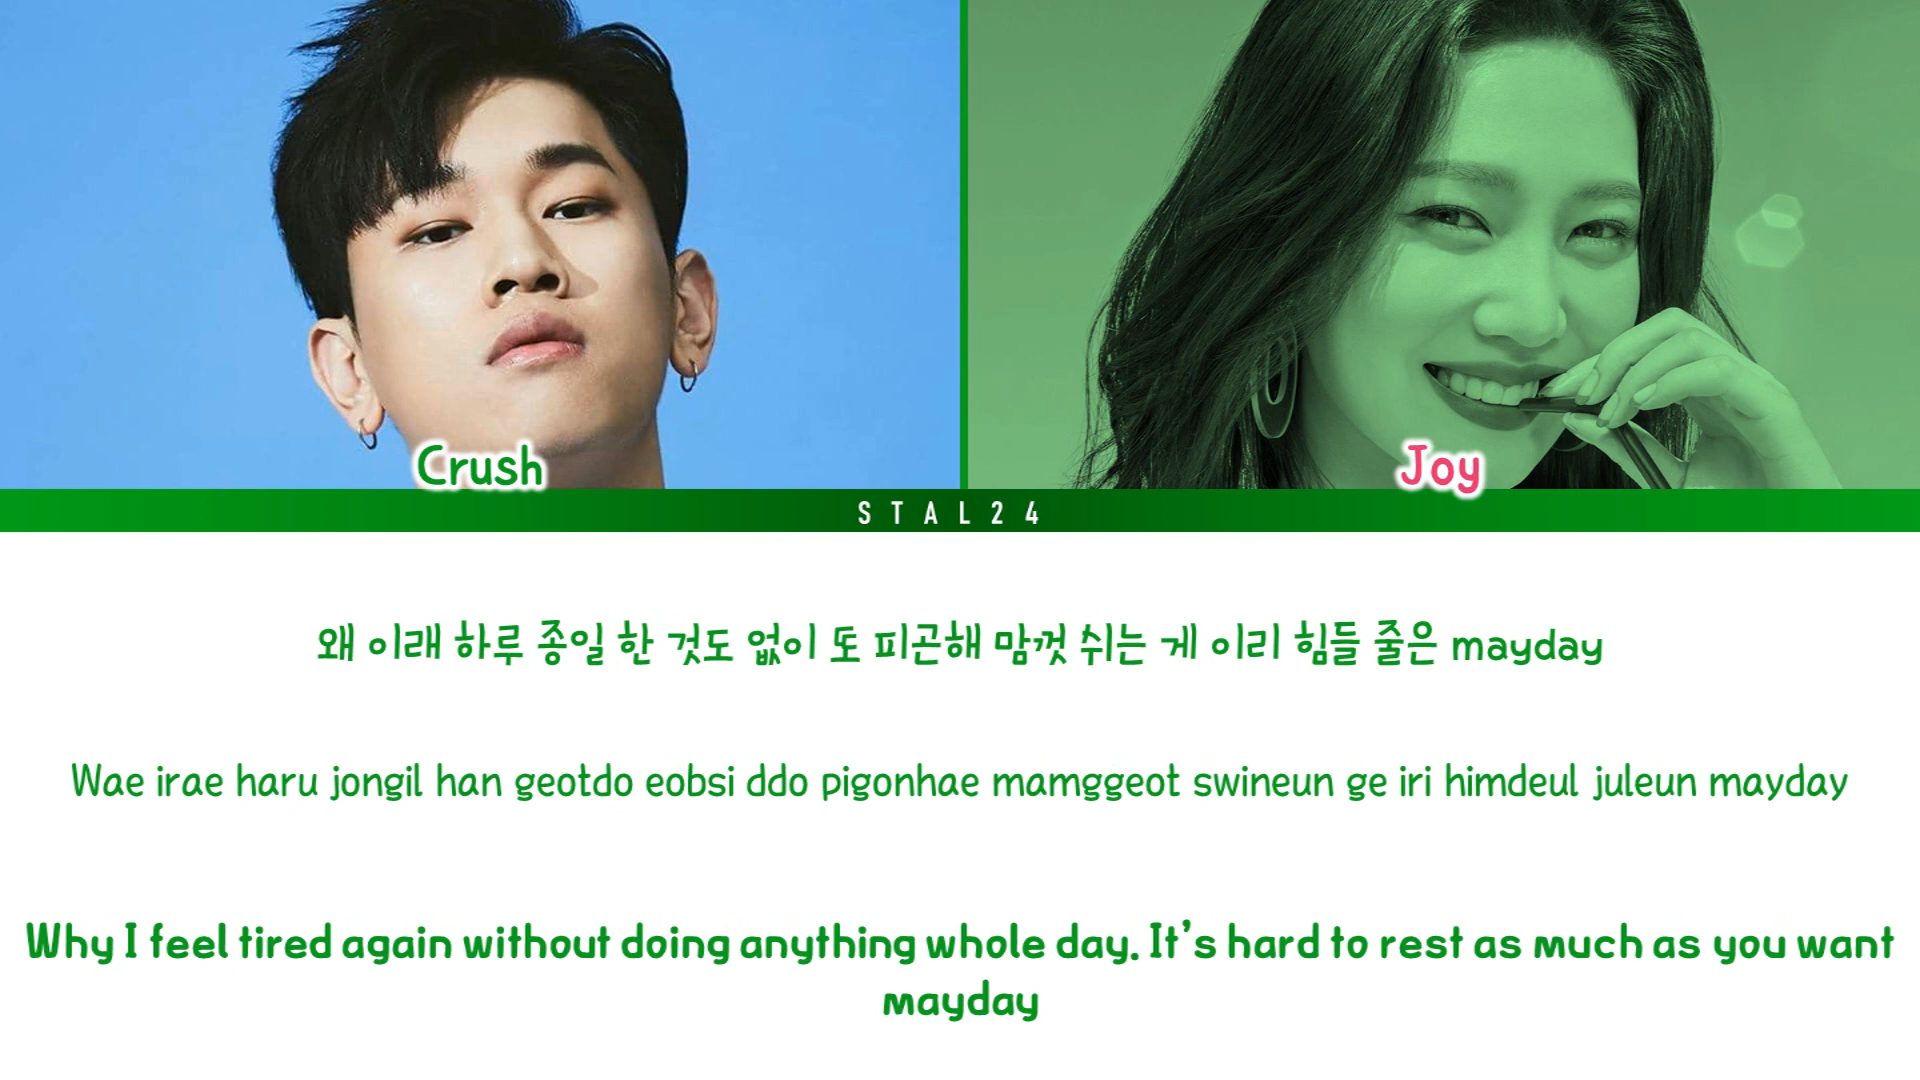 Crush
Joy
STAL24
왜 이래 하루 종일 한 것도 없이 또 피곤해 맘껏 쉬는 게 이리 힘들 줄은 mayday
Wae irae haru jongil han geotdo eobsi ddo pigonhae mamggeot swineun ge iri himdeul juleun mayday
Why I feel tired again without doing anything whole day. It's hard to rest as much as you want
mayday